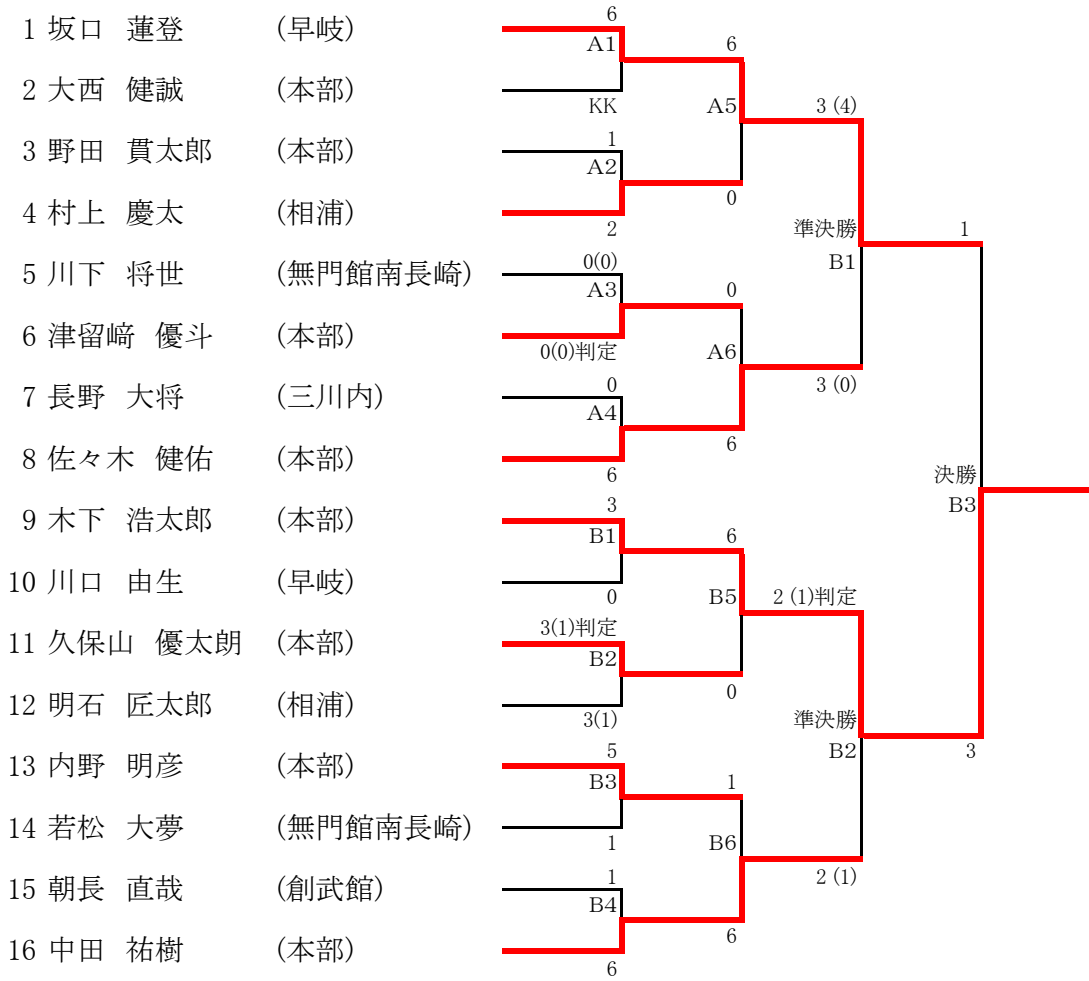 1 坂口 蓮登 (早岐)
2 大西 健誠 (本部)
3 野田 貫太郎 (本部)
4 村上 慶太 (相浦)
5 川下 将世 (無門館南長崎)
6 津留﨑 優斗 (本部)
7 長野 大将 (三川内)
8 佐々木 健佑 (本部)
9 木下 浩太郎 (本部)
10 川口 由生 (早岐)
11 久保山 優太朗 (本部)
12 明石 匠太郎 (相浦)
13 内野 明彦 (本部)
14 若松 大夢 (無門館南長崎)
15 朝長 直哉 (創武館)
16 中田 祐樹 (本部)
6
A1
KK
1
A2
2
0(0)
A3
0(0)判定
0
A4
6
3
B1
0
3(1)判定
B2
3(1)
5
B3
1
1
B4
6
6
A5
0
0
A6
6
6
B5
0
1
B6
6
3 (4)
準決勝
B1
3 (0)
2 (1)判定
準決勝
B2
2 (1)
1
決勝
B3
3